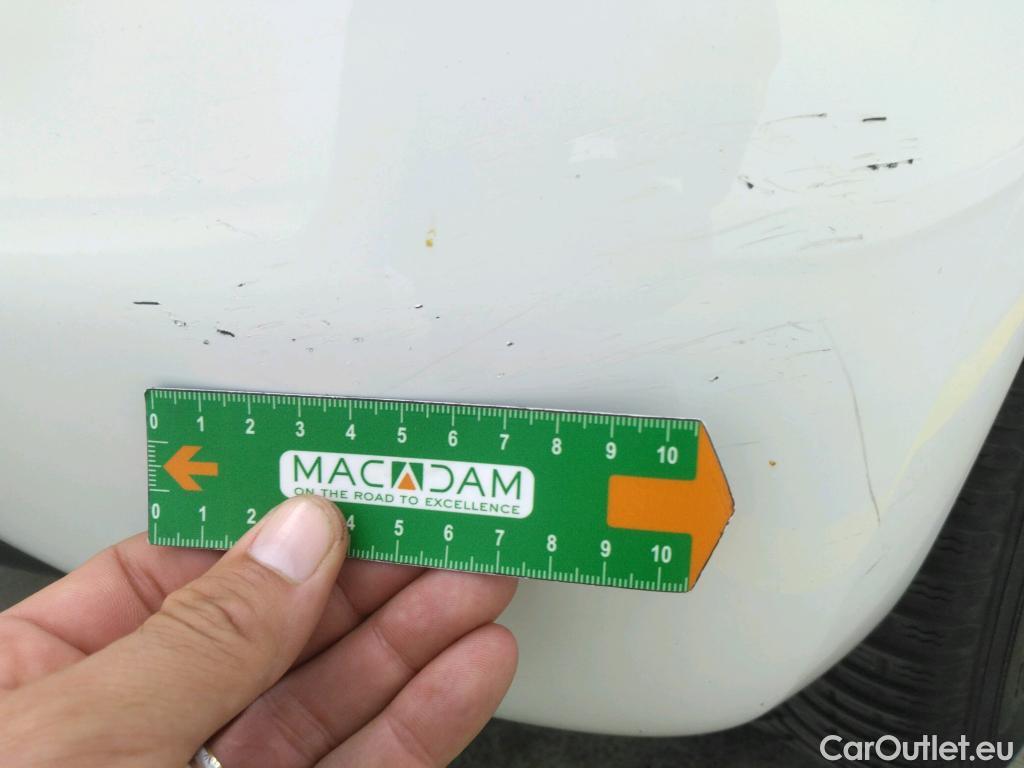 0 1 2 3 4 5 6 7 8 9 10
MACADAM
ON THE ROAD TO EXCELLENCE
0 1 2 4 5 6 7 8 9 10
CarOutlet.eu